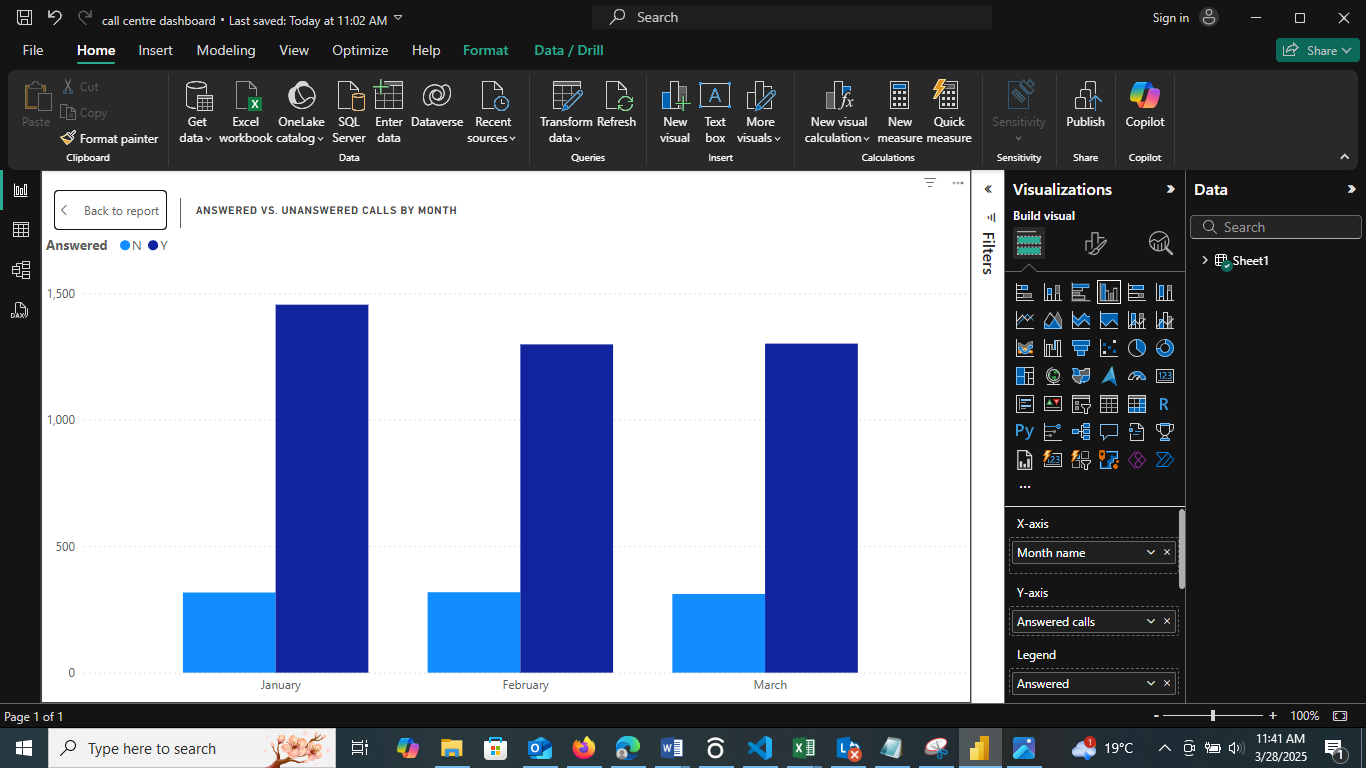 call centre dashboard • Last saved: Today at 11:02 AM
Search
Sign in
File
Home
Insert
Modeling
View
Optimize
Help
Format
Data / Drill
Share
Paste
Cut
Copy
Format painter
Clipboard
Get data
Excel workbook
OneLake catalog
SQL Server
Enter data
Dataverse
Recent sources
Data
Transform data
Refresh
Queries
New visual
Text box
More visuals
Insert
New visual calculation
New measure
Quick measure
Calculations
Sensitivity
Sensitivity
Publish
Share
Copilot
Copilot
Back to report
ANSWERED VS. UNANSWERED CALLS BY MONTH
Answered
N
Y
1,500
1,000
500
0
January
February
March
Filters
Visualizations
Build visual
123
R
Py
123
X-axis
Month name
Y-axis
Answered calls
Legend
Answered
Data
Search
Sheet1
DAX
Page 1 of 1
- + 100%
Type here to search
1
19°C
11:41 AM
3/28/2025
1